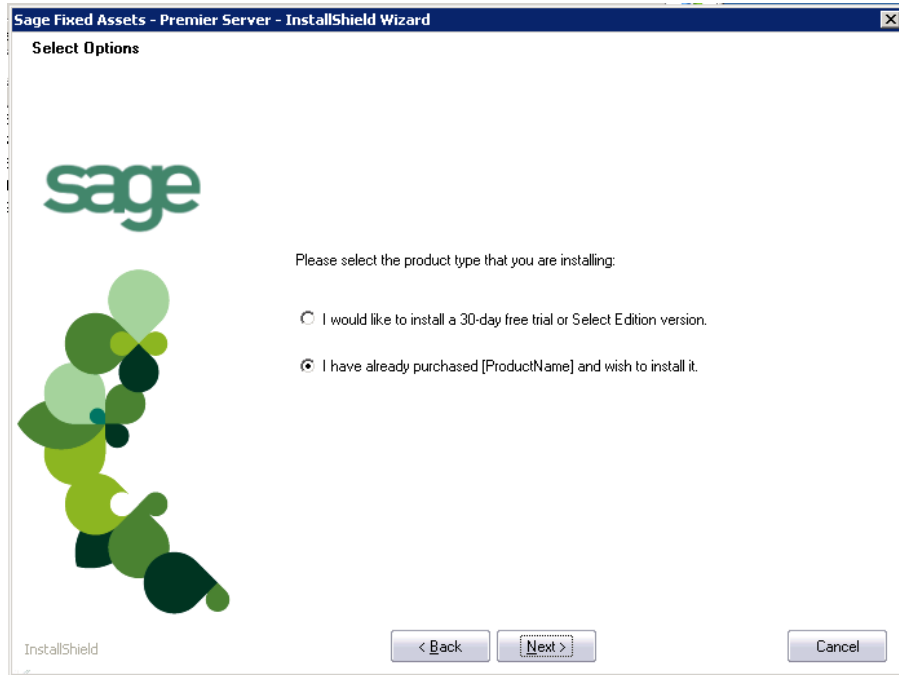 Sage Fixed Assets - Premier Server - InstallShield Wizard
Select Options
sage
Please select the product type that you are installing:
I would like to install a 30-day free trial or Select Edition version.
I have already purchased [ProductName] and wish to install it.
InstallShield
< Back
Next >
Cancel